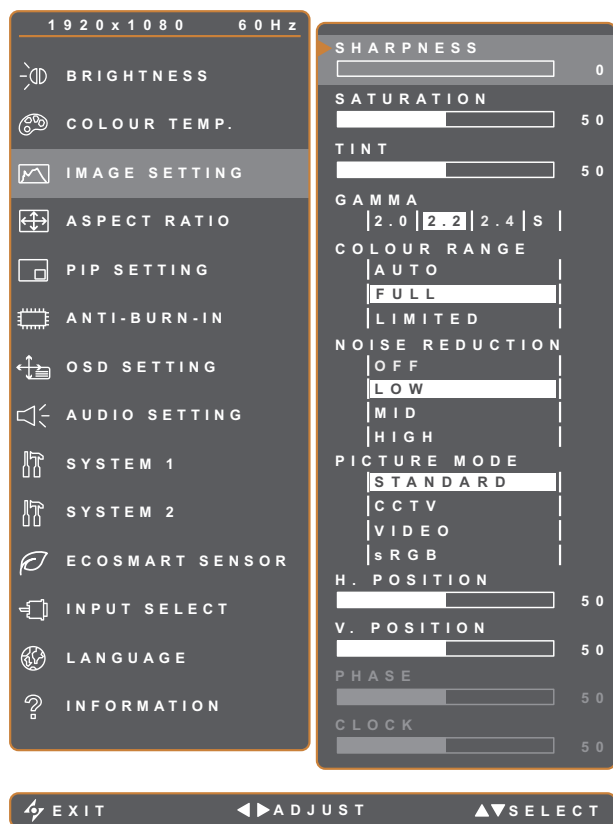 1920x1080 60Hz
BRIGHTNESS
COLOUR TEMP.
IMAGE SETTING
ASPECT RATIO
PIP SETTING
ANTI-BURN-IN
OSD SETTING
AUDIO SETTING
SYSTEM 1
SYSTEM 2
ECOSMART SENSOR
INPUT SELECT
LANGUAGE
INFORMATION
SHARPNESS
0
SATURATION
50
TINT
50
GAMMA
2.0 2.2 2.4 S
COLOUR RANGE
AUTO
FULL
LIMITED
NOISE REDUCTION
OFF
LOW
MID
HIGH
PICTURE MODE
STANDARD
CCTV
VIDEO
sRGB
H. POSITION
50
V. POSITION
50
PHASE
50
CLOCK
50
EXIT ADJUST SELECT